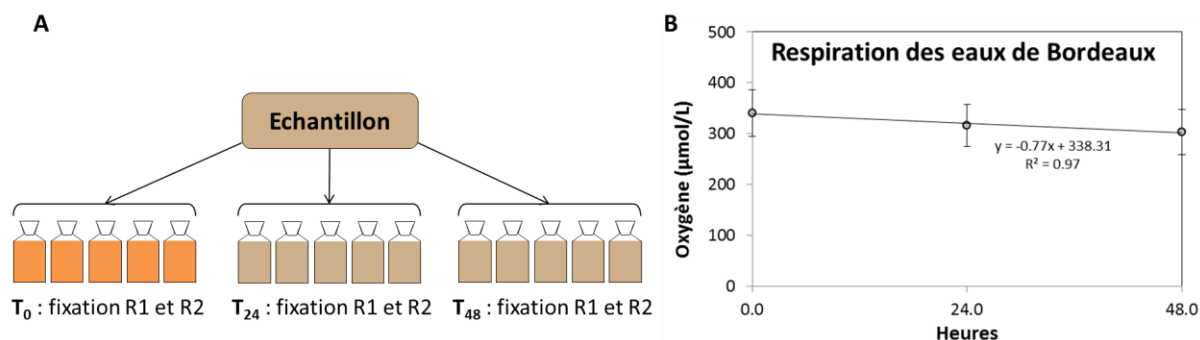 A
Echantillon
T₀ : fixation R1 et R2
T₂₄ : fixation R1 et R2
T₄₈ : fixation R1 et R2
B
Respiration des eaux de Bordeaux
Oxygène (µmol/L)
500
400
300
200
100
0
y = -0.77x + 338.31
R² = 0.97
0.0
24.0
48.0
Heures